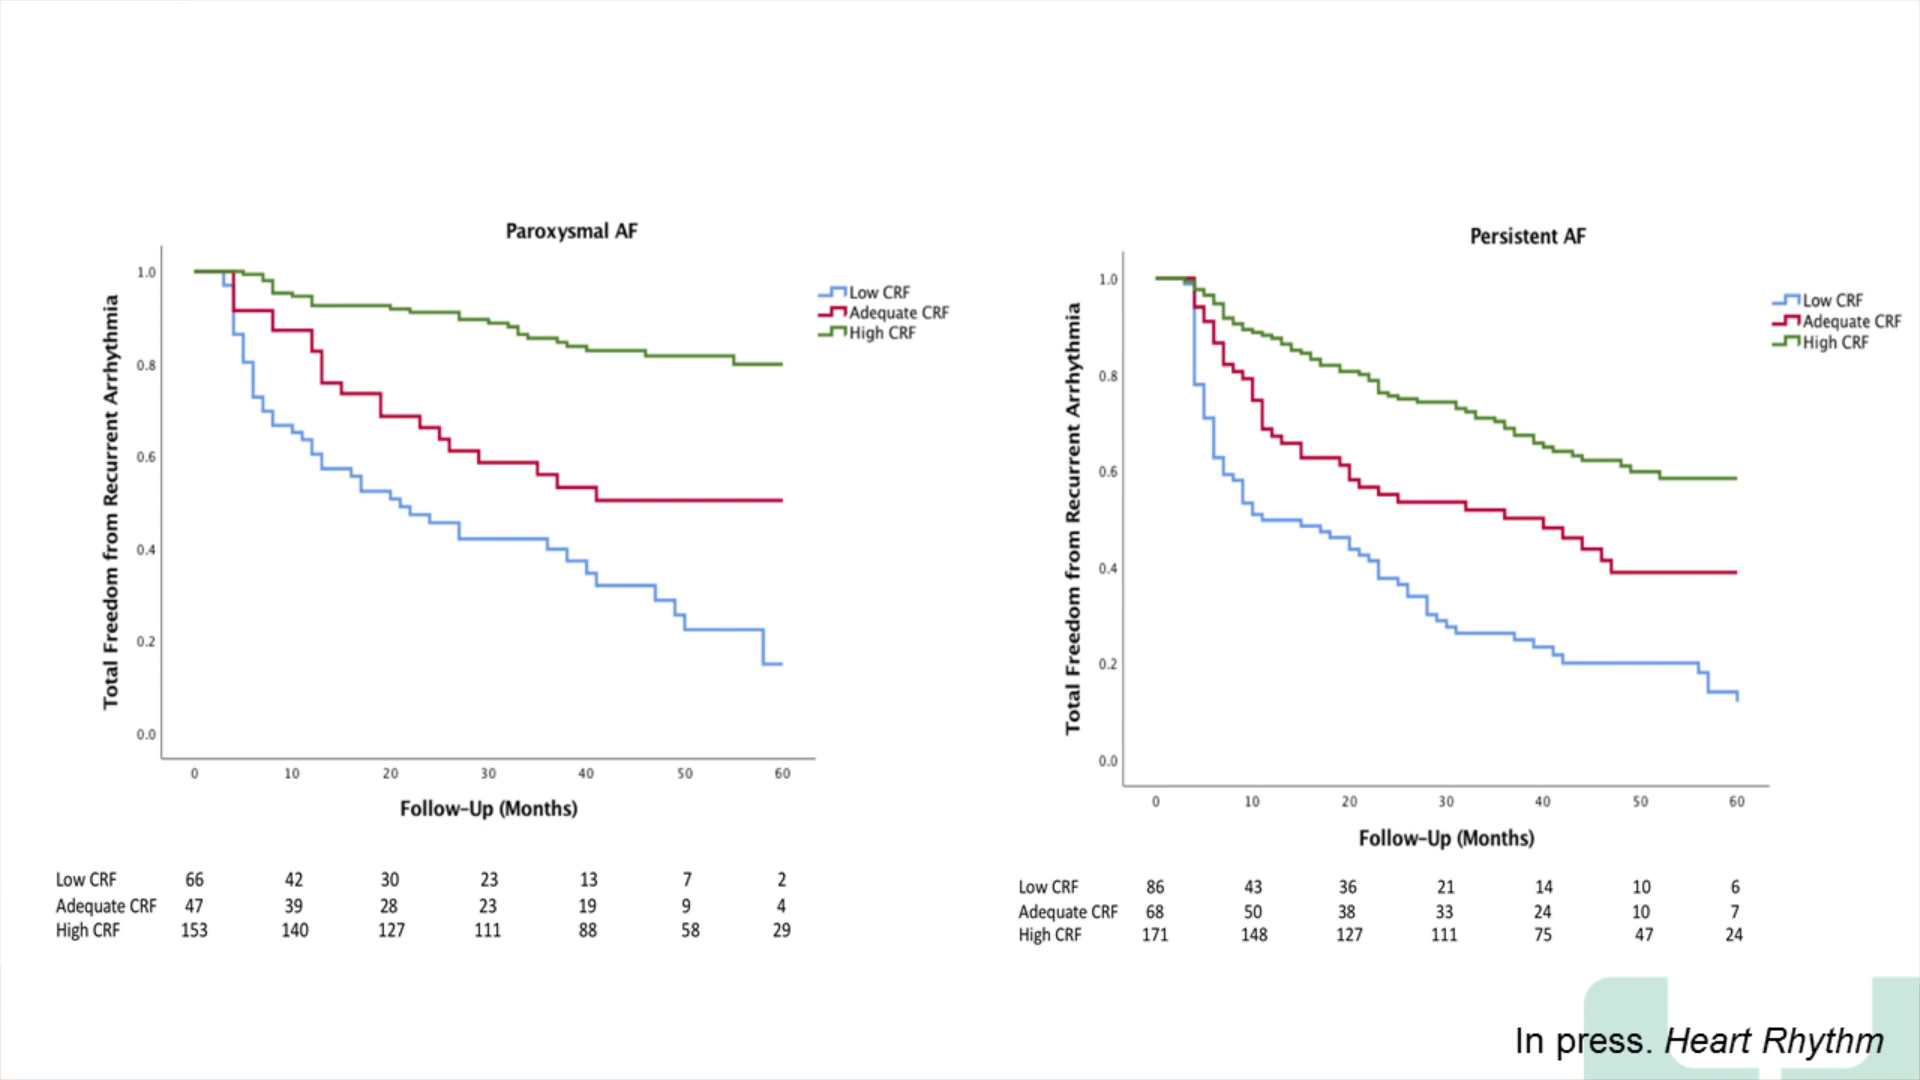 Paroxysmal AF
Total Freedom from Recurrent Arrhythmia
1.0
0.8
0.6
0.4
0.2
0.0
0 10 20 30 40 50 60
Follow-Up (Months)
Low CRF
Adequate CRF
High CRF
Low CRF 66 42 30 23 13 7 2
Adequate CRF 47 39 28 23 19 9 4
High CRF 153 140 127 111 88 58 29
Persistent AF
Total Freedom from Recurrent Arrhythmia
1.0
0.8
0.6
0.4
0.2
0.0
0 10 20 30 40 50 60
Follow-Up (Months)
Low CRF
Adequate CRF
High CRF
Low CRF 86 43 36 21 14 10 6
Adequate CRF 68 50 38 33 24 10 7
High CRF 171 148 127 111 75 47 24
In press. Heart Rhythm